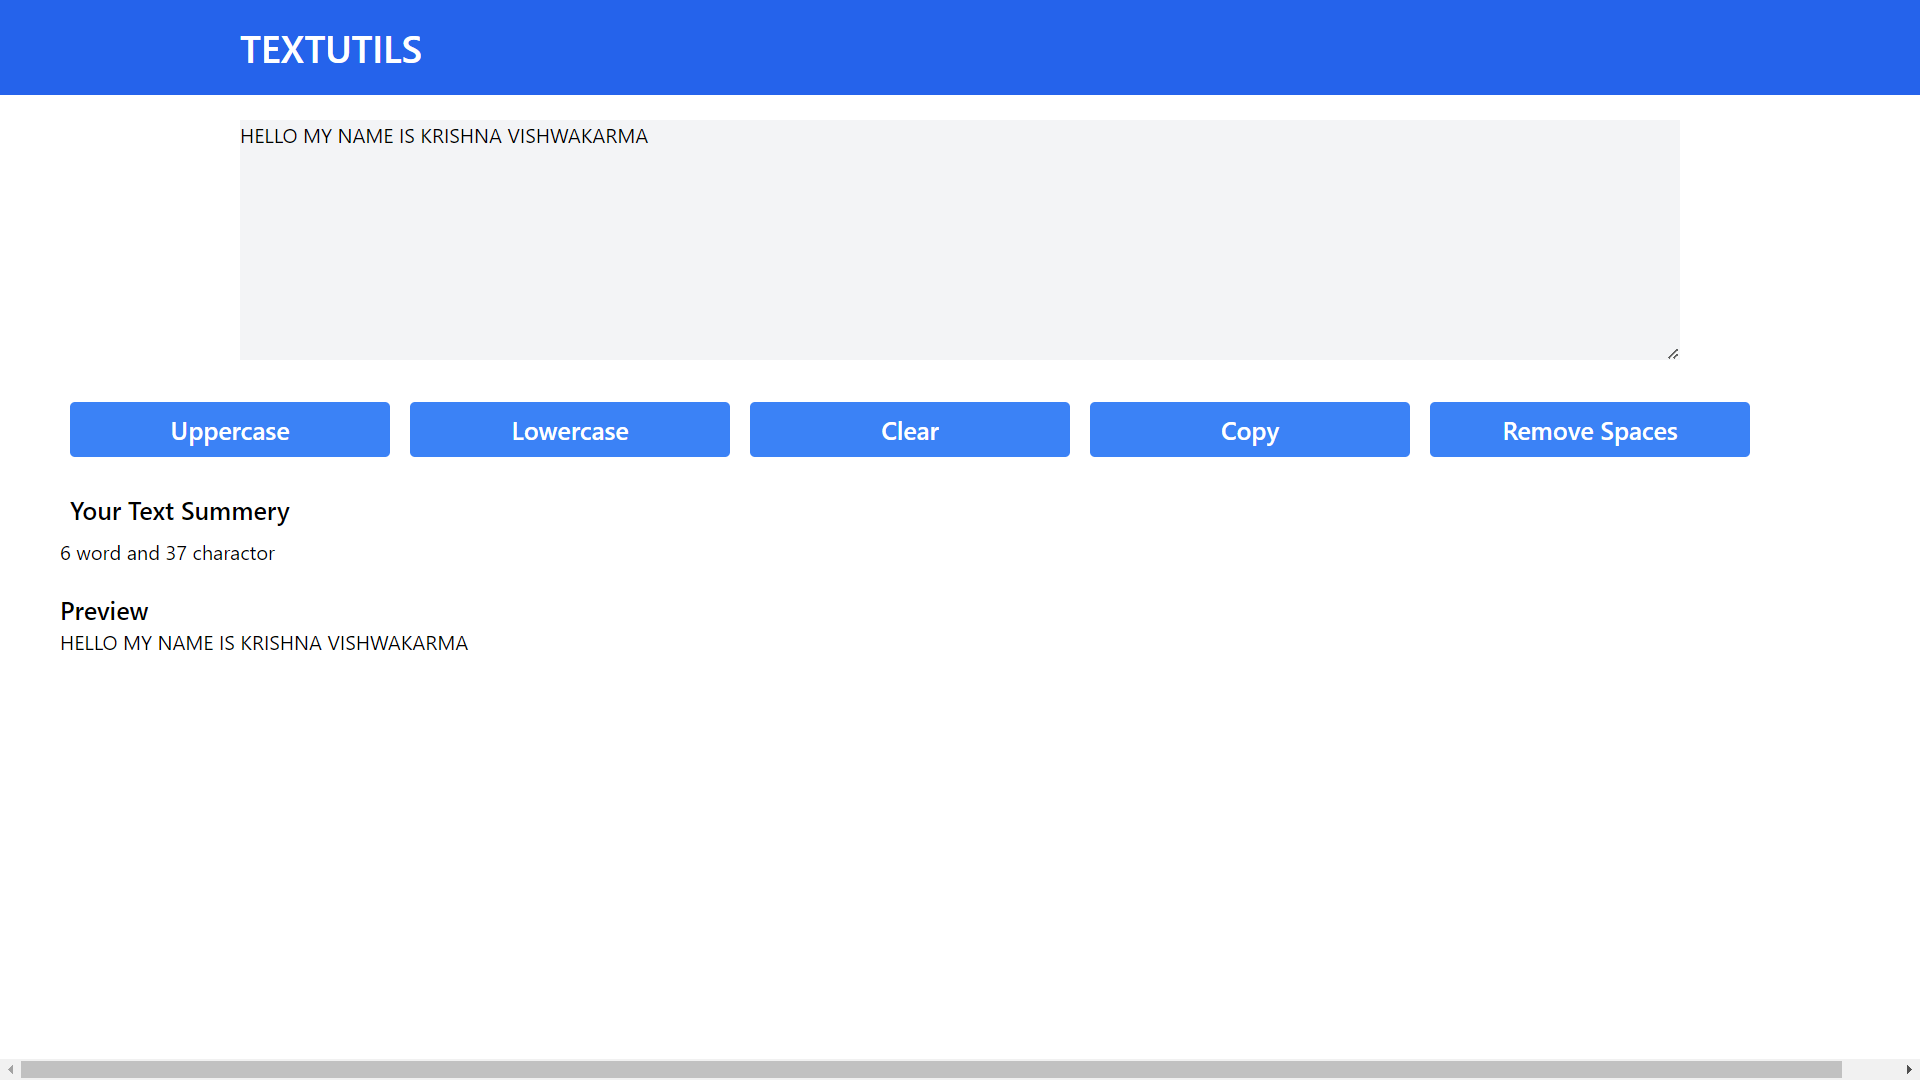 TEXTUTILS
HELLO MY NAME IS KRISHNA VISHWAKARMA
Uppercase Lowercase Clear Copy Remove Spaces
Your Text Summery
6 word and 37 charactor
Preview
HELLO MY NAME IS KRISHNA VISHWAKARMA